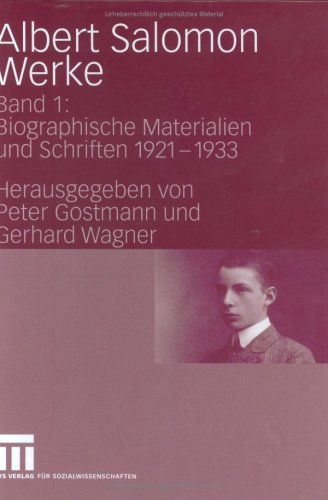 Urheberrechtlich geschütztes Material
Albert Salomon
Werke
Band 1:
Biographische Materialien
und Schriften 1921–1933
Herausgegeben von
Peter Gostmann und
Gerhard Wagner
VS VERLAG FÜR SOZIALWISSENSCHAFTEN